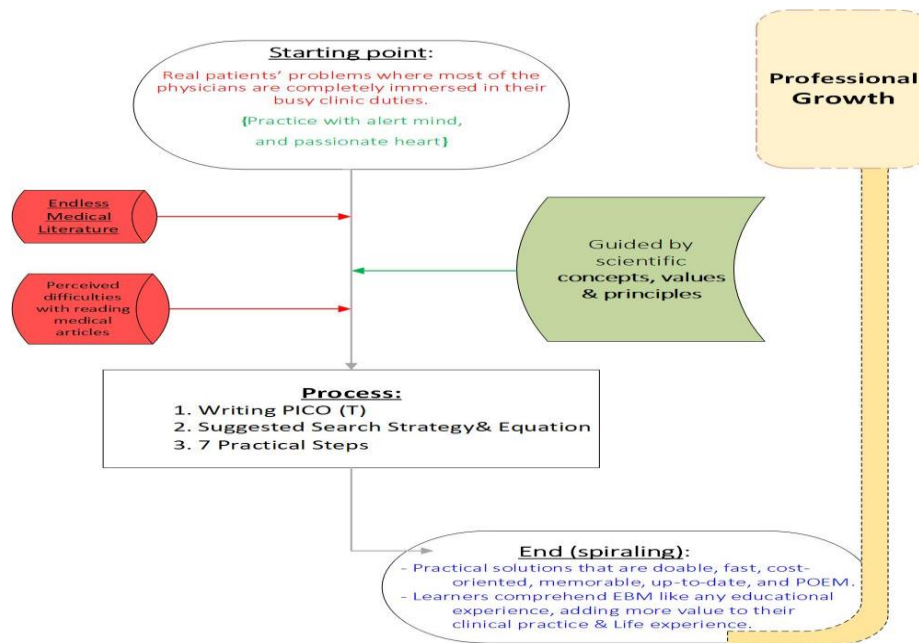 Starting point:
Real patients' problems where most of the
physicians are completely immersed in their
busy clinic duties.
{Practice with alert mind,
and passionate heart}
Professional
Growth
Endless
Medical
Literature
Guided by
scientific
concepts, values
& principles
Perceived
difficulties
with reading
medical
articles
Process:
1. Writing PICO (T)
2. Suggested Search Strategy& Equation
3. 7 Practical Steps
End (spiraling):
- Practical solutions that are doable, fast, cost-
oriented, memorable, up-to-date, and POEM.
- Learners comprehend EBM like any educational
experience, adding more value to their
clinical practice & Life experience.